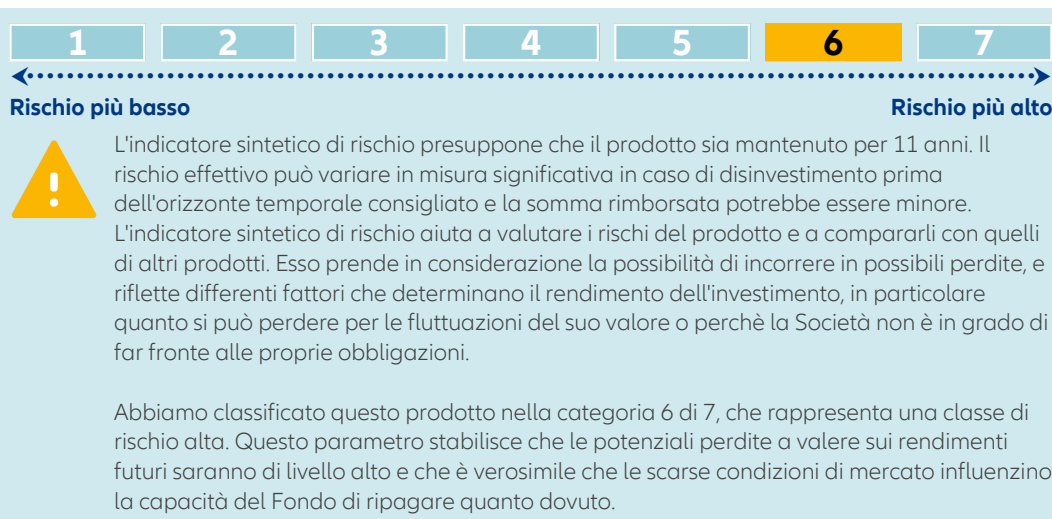 1 2 3 4 5 6 7
Rischio più basso Rischio più alto
L'indicatore sintetico di rischio presuppone che il prodotto sia mantenuto per 11 anni. Il
rischio effettivo può variare in misura significativa in caso di disinvestimento prima
dell'orizzonte temporale consigliato e la somma rimborsata potrebbe essere minore.
L'indicatore sintetico di rischio aiuta a valutare i rischi del prodotto e a compararli con quelli
di altri prodotti. Esso prende in considerazione la possibilità di incorrere in possibili perdite, e
riflette differenti fattori che determinano il rendimento dell'investimento, in particolare
quanto si può perdere per le fluttuazioni del suo valore o perchè la Società non è in grado di
far fronte alle proprie obbligazioni.
Abbiamo classificato questo prodotto nella categoria 6 di 7, che rappresenta una classe di
rischio alta. Questo parametro stabilisce che le potenziali perdite a valere sui rendimenti
futuri saranno di livello alto e che è verosimile che le scarse condizioni di mercato influenzino
la capacità del Fondo di ripagare quanto dovuto.